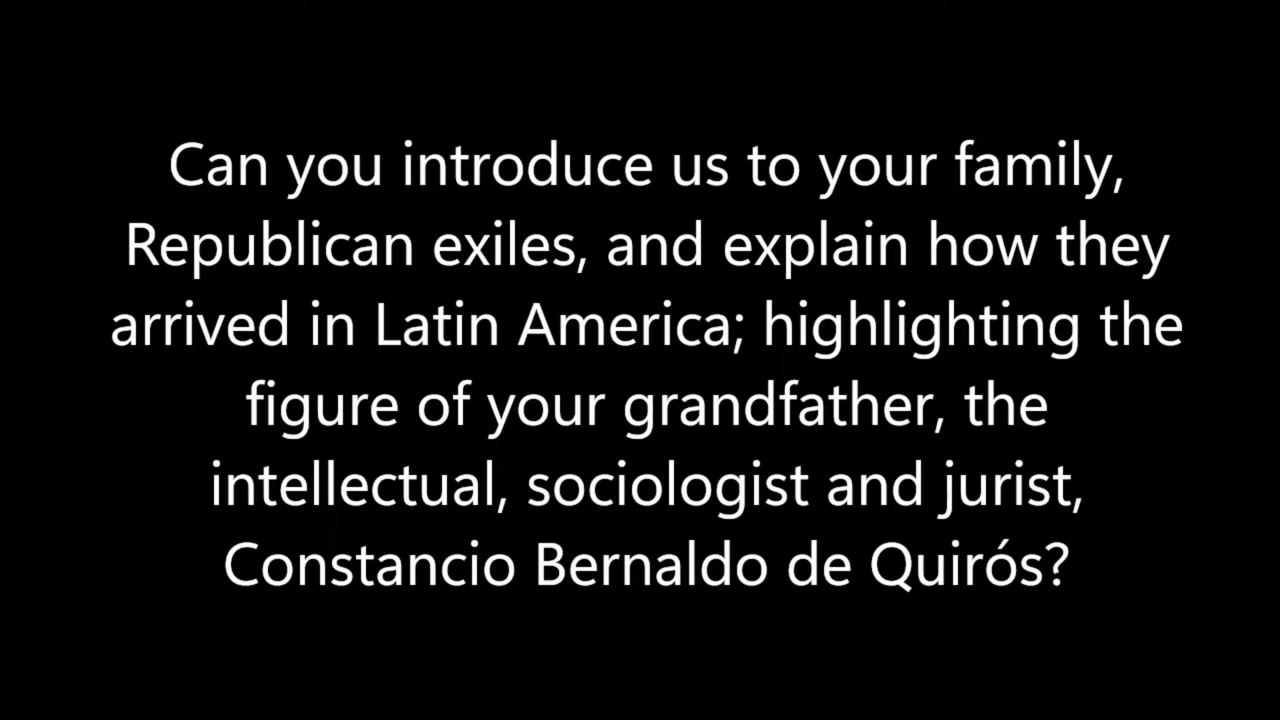 Can you introduce us to your family,
Republican exiles, and explain how they
arrived in Latin America; highlighting the
figure of your grandfather, the
intellectual, sociologist and jurist,
Constancio Bernaldo de Quirós?